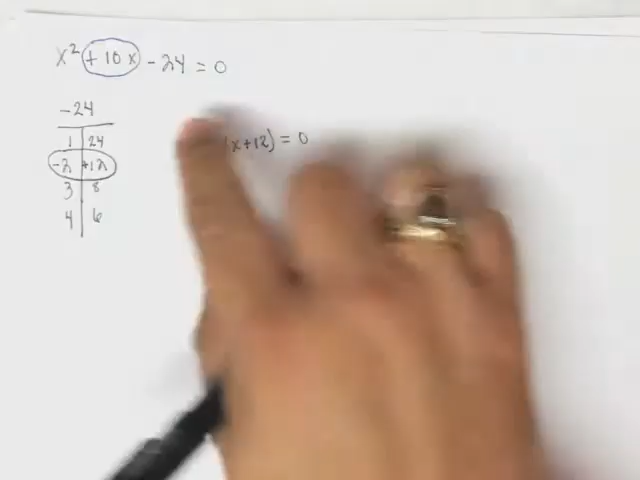 x² + 10x - 24 = 0
-24
1 | 24
-2 | +12
3 | 8
4 | 6
(x+12) = 0